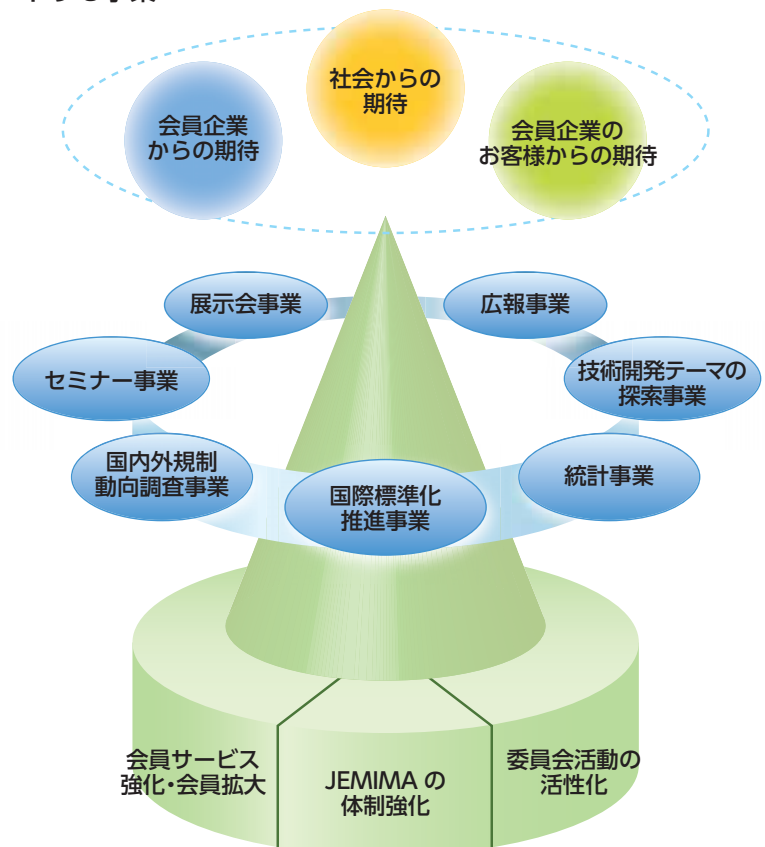 社会からの
期待
会員企業
からの期待
会員企業の
お客様からの期待
展示会事業
広報事業
セミナー事業
技術開発テーマの
探索事業
国内外規制
動向調査事業
国際標準化
推進事業
統計事業
会員サービス
強化・会員拡大
JEMIMA の
体制強化
委員会活動の
活性化